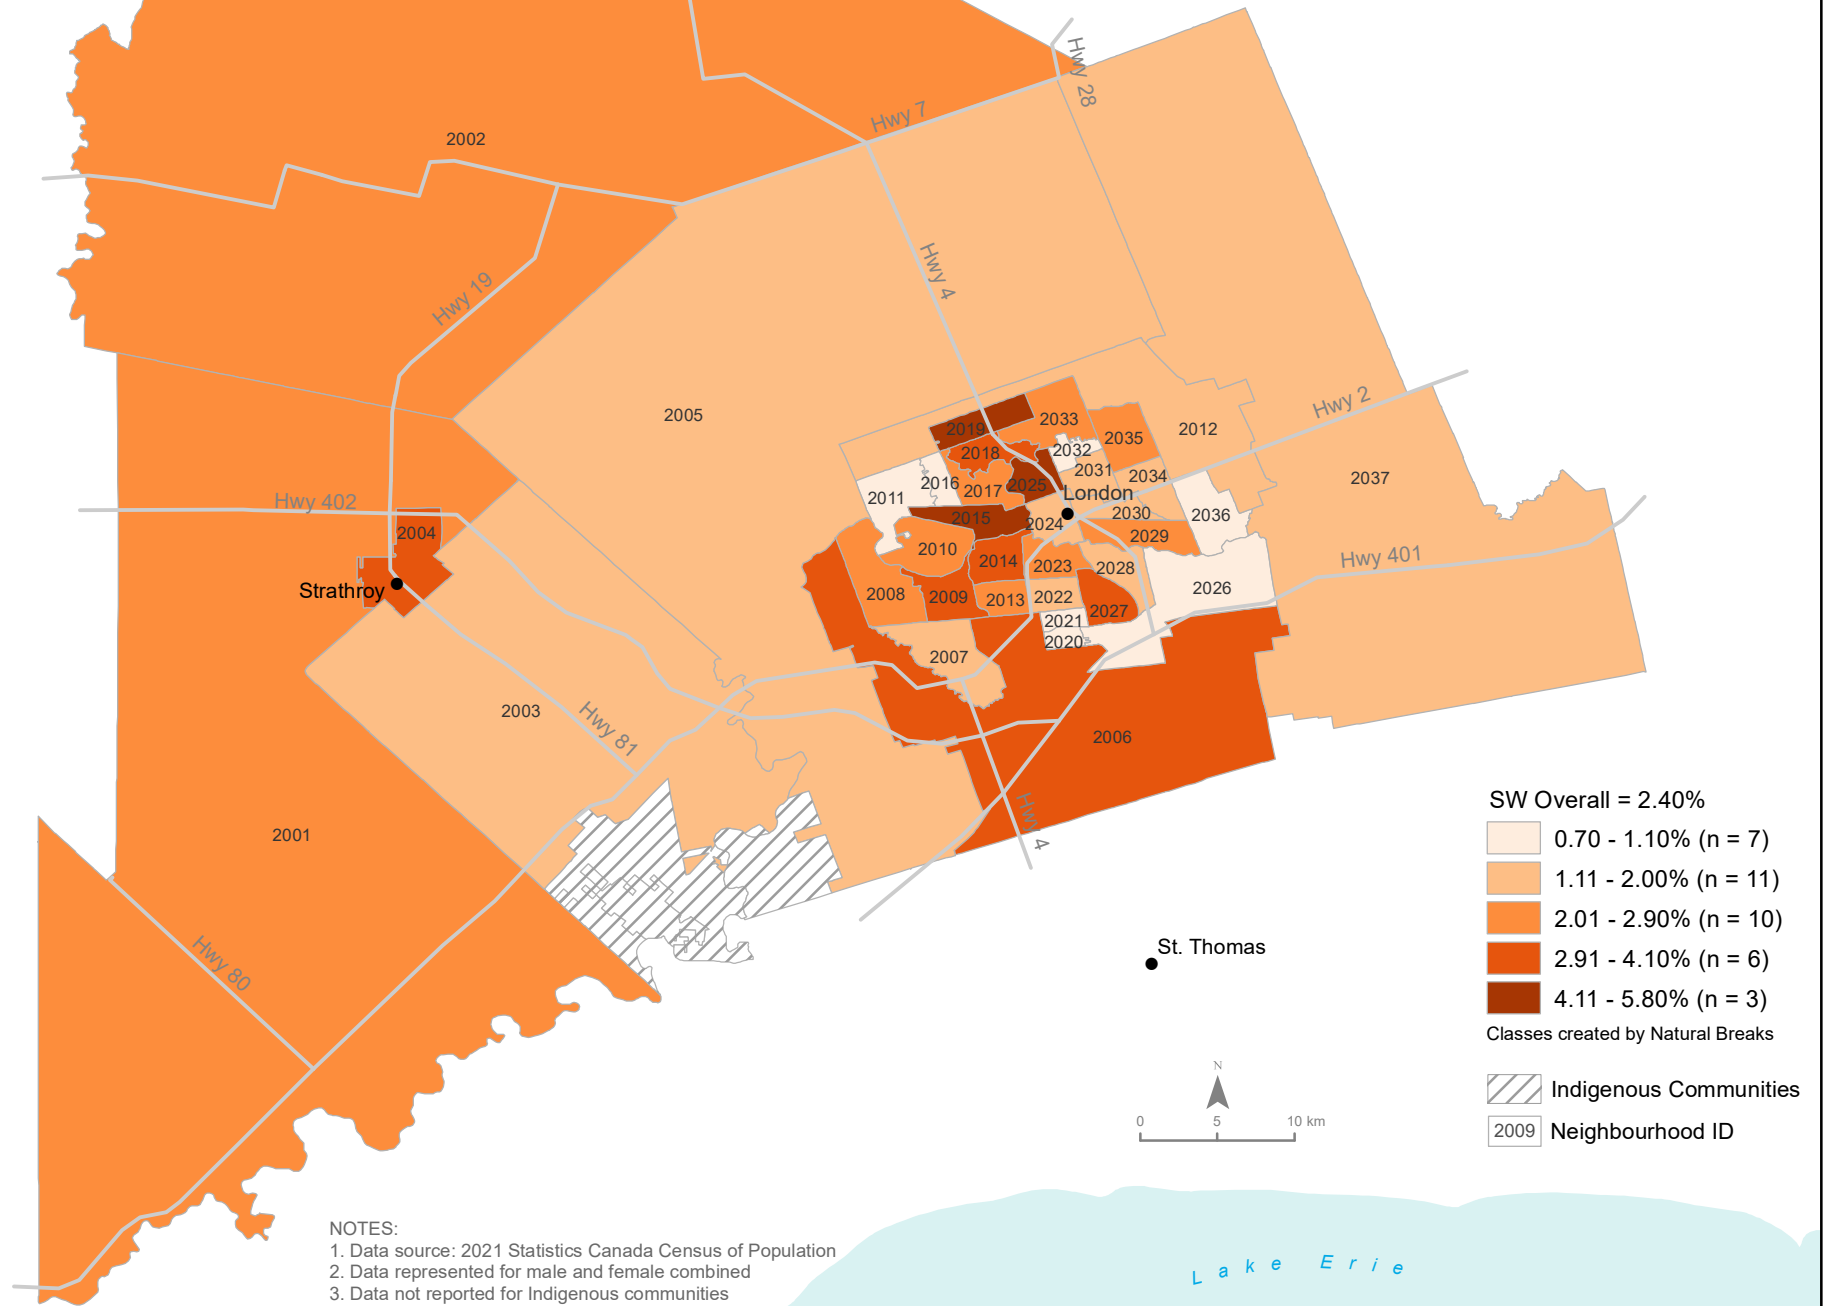 Hwy 28
Hwy 7
2002
Hwy 4
Hwy 19
2005
Hwy 2
2019
2033
2035
2012
2018
2032
2031
2034
2037
2016
2017
2025
2011
London
Hwy 402
2015
2024
2030
2036
2004
2010
2029
Hwy 401
2014
2023
2028
Strathroy
2008
2009
2013
2022
2027
2026
2021
2020
2007
2003
Hwy 81
2006
2001
Hwy 4
Hwy 80
St. Thomas
SW Overall = 2.40%
0.70 - 1.10% (n = 7)
1.11 - 2.00% (n = 11)
2.01 - 2.90% (n = 10)
2.91 - 4.10% (n = 6)
4.11 - 5.80% (n = 3)
Classes created by Natural Breaks
Indigenous Communities
2009 Neighbourhood ID
N
0 5 10 km
NOTES:
1. Data source: 2021 Statistics Canada Census of Population
2. Data represented for male and female combined
3. Data not reported for Indigenous communities
Lake Erie